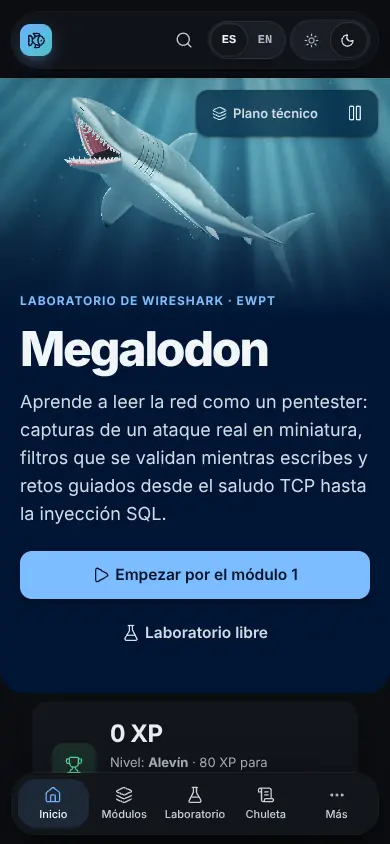 ES EN
Plano técnico
LABORATORIO DE WIRESHARK · EWPT
Megalodon
Aprende a leer la red como un pentester:
capturas de un ataque real en miniatura,
filtros que se validan mientras escribes y
retos guiados desde el saludo TCP hasta
la inyección SQL.
Empezar por el módulo 1
Laboratorio libre
0 XP
Nivel: Alevín · 80 XP para
Inicio Módulos Laboratorio Chuleta Más